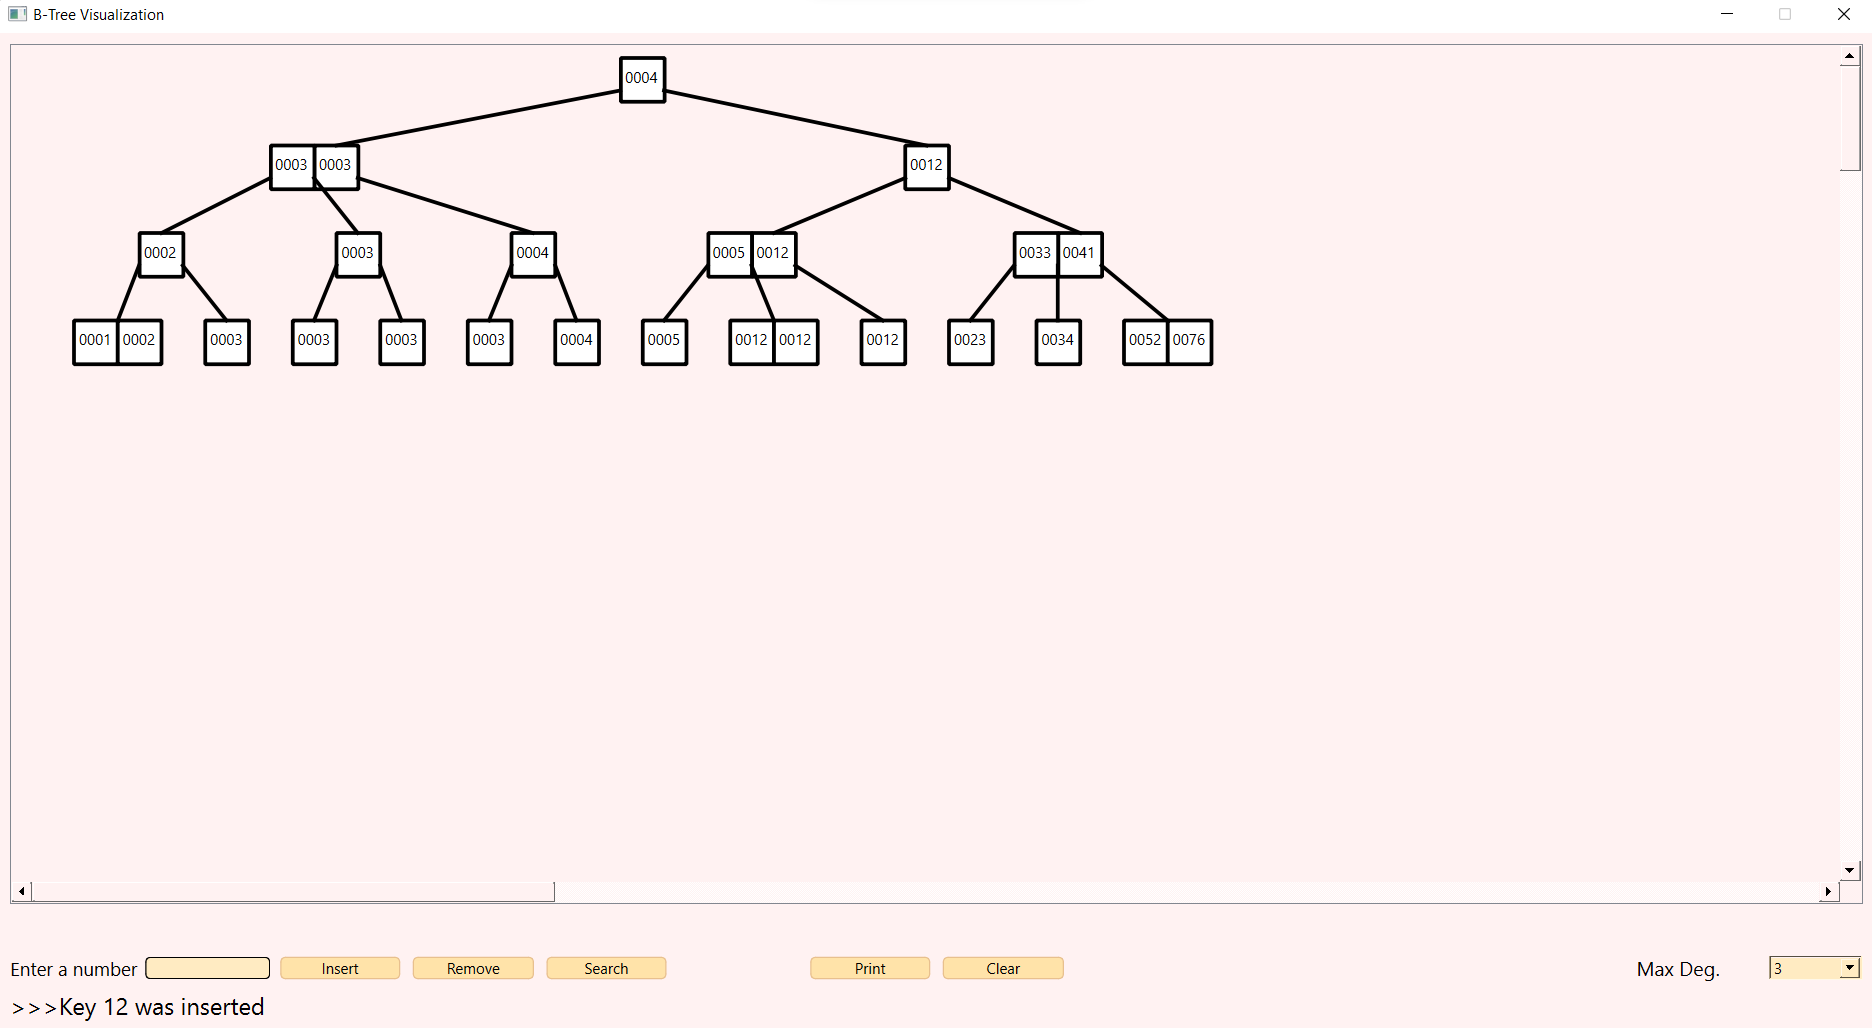 B-Tree Visualization
0004
0003 0003 0012
0002 0003 0004 0005 0012 0033 0041
0001 0002 0003 0003 0003 0003 0004 0005 0012 0012 0012 0023 0034 0052 0076
Enter a number Insert Remove Search Print Clear Max Deg. 3
>>>Key 12 was inserted